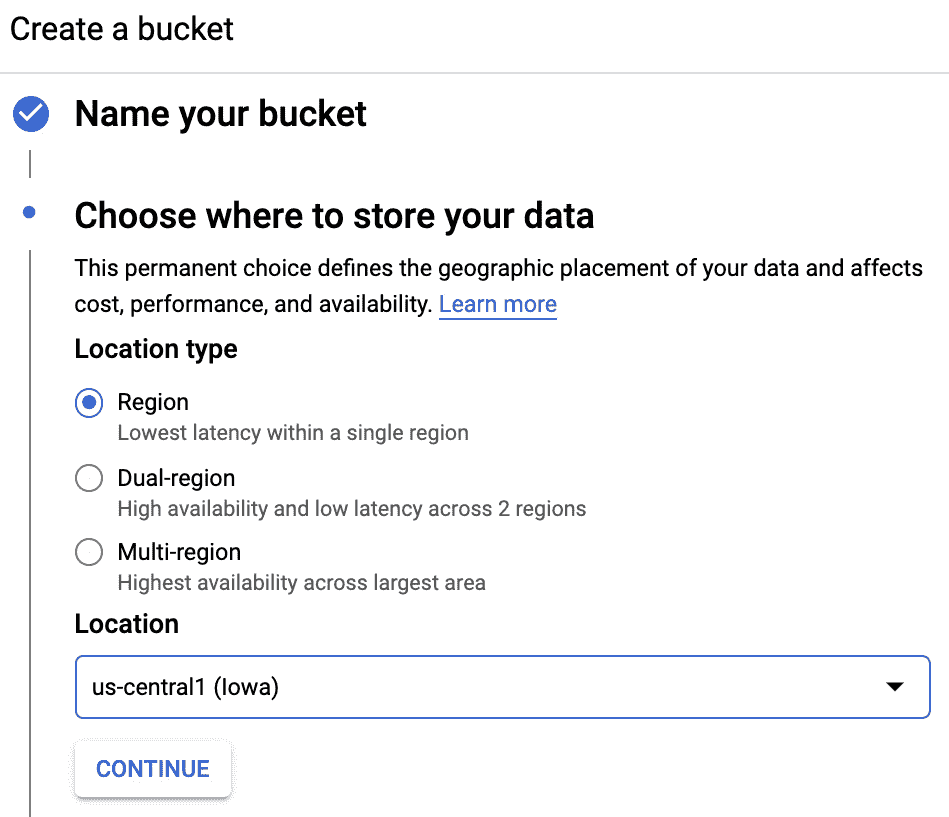 Create a bucket
Name your bucket
Choose where to store your data
This permanent choice defines the geographic placement of your data and affects
cost, performance, and availability. Learn more
Location type
Region
Lowest latency within a single region
Dual-region
High availability and low latency across 2 regions
Multi-region
Highest availability across largest area
Location
us-central1 (Iowa)
CONTINUE